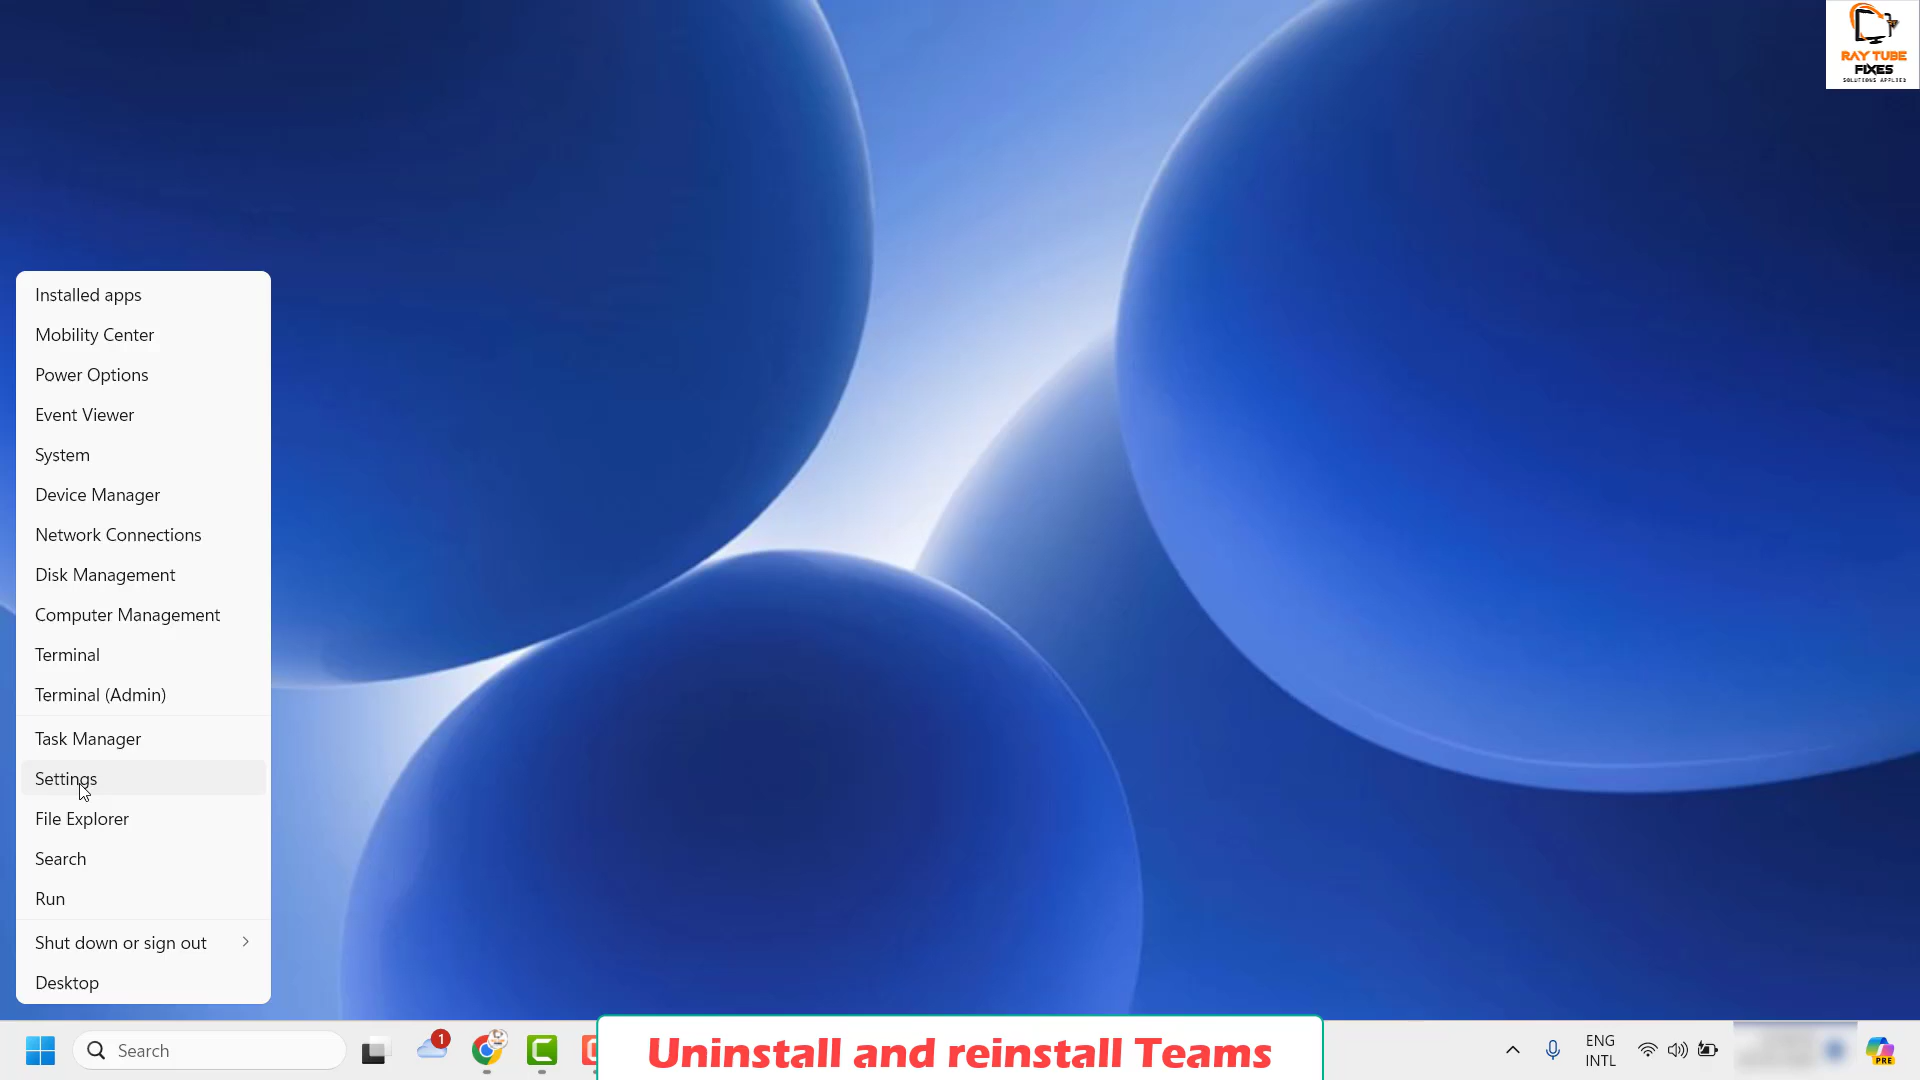 RAY TUBE
FIXES
SOLUTIONS APPLIED
Installed apps
Mobility Center
Power Options
Event Viewer
System
Device Manager
Network Connections
Disk Management
Computer Management
Terminal
Terminal (Admin)
Task Manager
Settings
File Explorer
Search
Run
Shut down or sign out
Desktop
Search
1
Uninstall and reinstall Teams
ENG
INTL
PRE